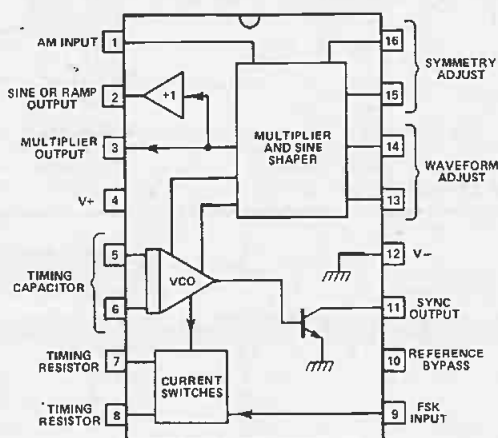 AM INPUT 1
SINE OR RAMP
OUTPUT 2
+1
MULTIPLIER
OUTPUT 3
V+ 4
TIMING
CAPACITOR
5
6
TIMING
RESISTOR 7
TIMING
RESISTOR 8
MULTIPLIER
AND SINE
SHAPER
VCO
CURRENT
SWITCHES
16
SYMMETRY
ADJUST
15
14
WAVEFORM
ADJUST
13
12 V−
11 SYNC
OUTPUT
10 REFERENCE
BYPASS
9 FSK
INPUT